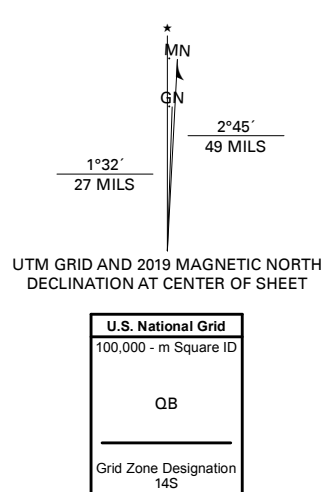 ★
MN
GN
2°45´
49 MILS
1°32´
27 MILS
UTM GRID AND 2019 MAGNETIC NORTH
DECLINATION AT CENTER OF SHEET
U.S. National Grid
100,000 - m Square ID
QB
Grid Zone Designation
14S